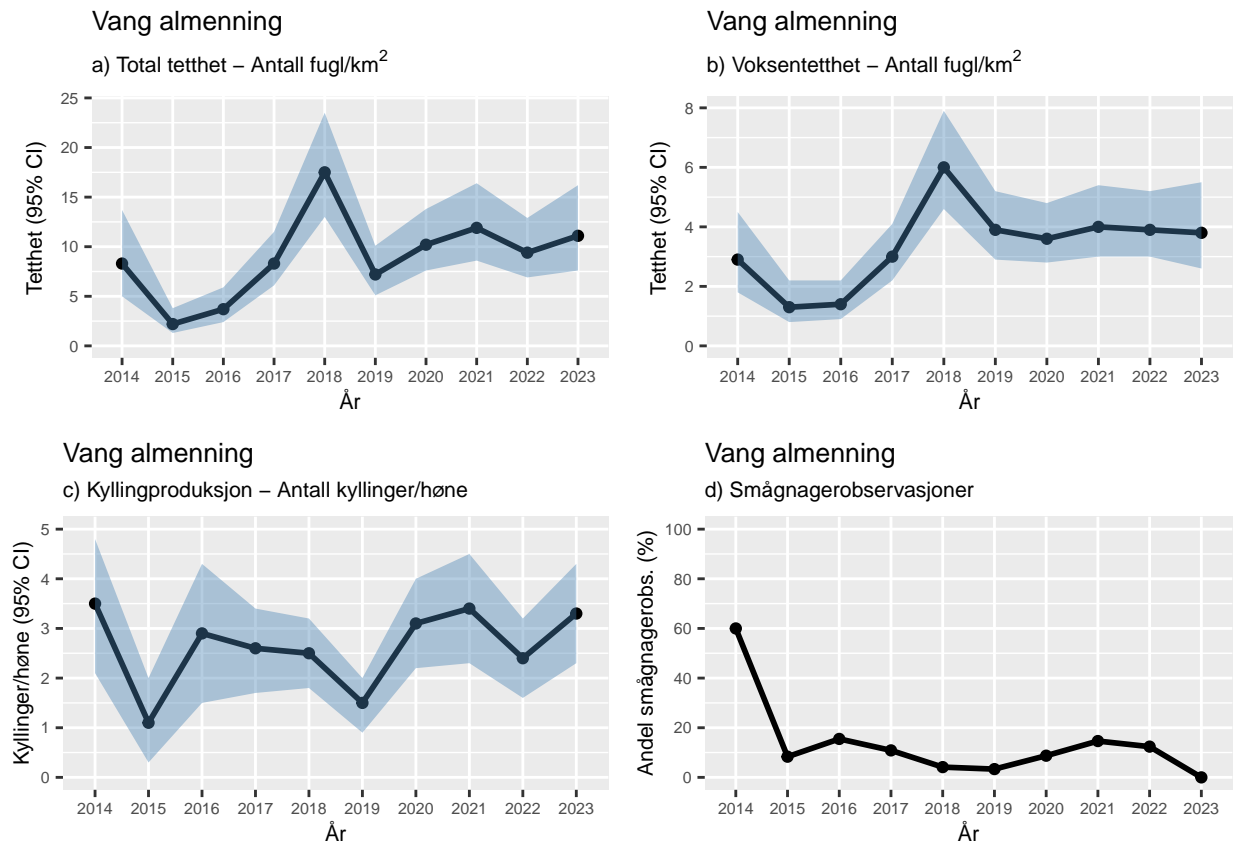 Vang almenning
a) Total tetthet − Antall fugl/km²
Tetthet (95% CI)
25
20
15
10
5
0
2014 2015 2016 2017 2018 2019 2020 2021 2022 2023
År
Vang almenning
b) Voksentetthet − Antall fugl/km²
Tetthet (95% CI)
8
6
4
2
0
2014 2015 2016 2017 2018 2019 2020 2021 2022 2023
År
Vang almenning
c) Kyllingproduksjon − Antall kyllinger/høne
Kyllinger/høne (95% CI)
5
4
3
2
1
0
2014 2015 2016 2017 2018 2019 2020 2021 2022 2023
År
Vang almenning
d) Smågnagerobservasjoner
Andel smågnagerobs. (%)
100
80
60
40
20
0
2014 2015 2016 2017 2018 2019 2020 2021 2022 2023
År